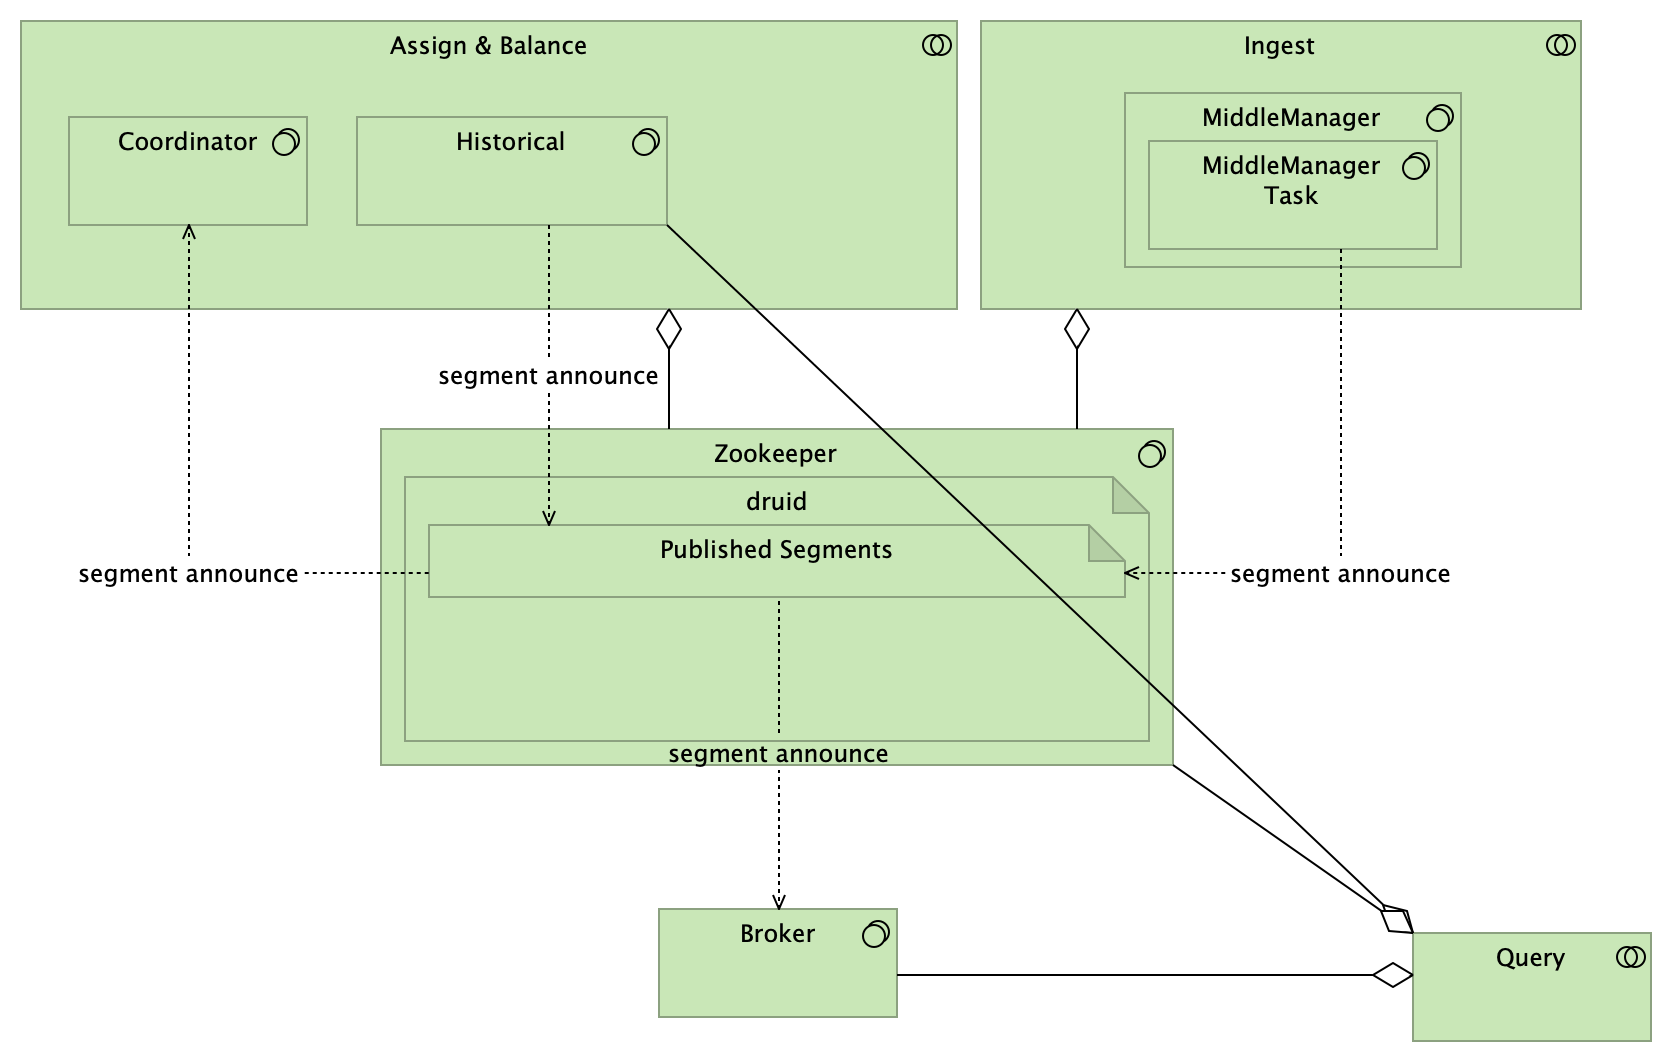 Assign & Balance
Ingest
Coordinator
Historical
MiddleManager
MiddleManager
Task
segment announce
Zookeeper
druid
Published Segments
segment announce
segment announce
segment announce
Broker
Query